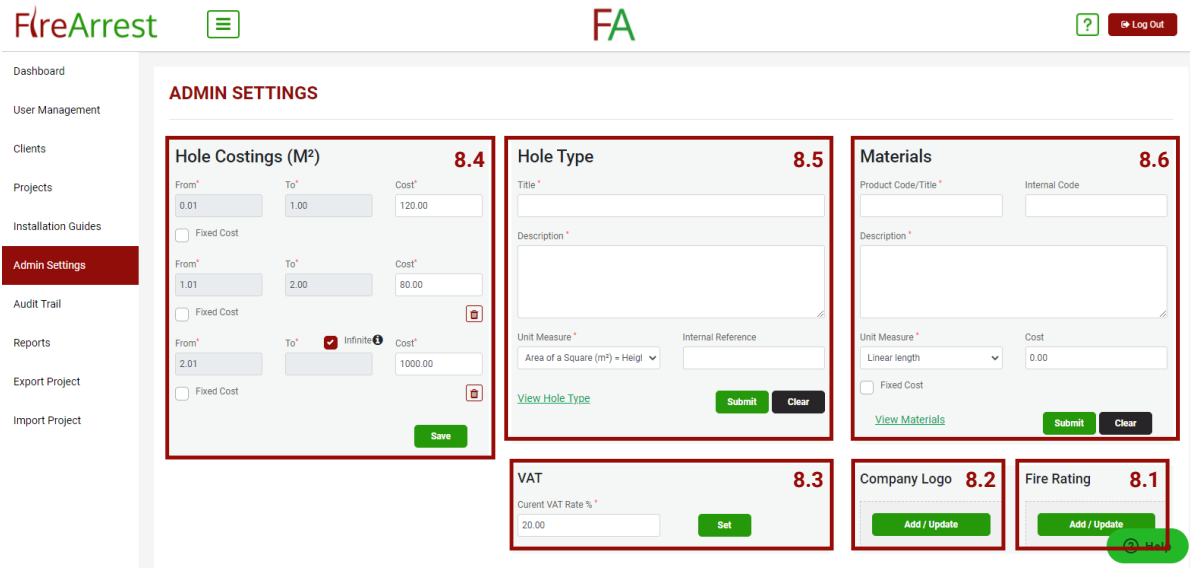 FireArrest
FA
?
Log Out
Dashboard
User Management
Clients
Projects
Installation Guides
Admin Settings
Audit Trail
Reports
Export Project
Import Project
ADMIN SETTINGS
Hole Costings (M²) 8.4
From* To* Cost*
0.01 1.00 120.00
Fixed Cost
From* To* Cost*
1.01 2.00 80.00
Fixed Cost
From* To* Infinite Cost*
2.01 1000.00
Fixed Cost
Save
Hole Type 8.5
Title *
Description *
Unit Measure * Internal Reference
Area of a Square (m²) = Heigl
View Hole Type Submit Clear
Materials 8.6
Product Code/Title * Internal Code
Description *
Unit Measure * Cost
Linear length 0.00
Fixed Cost
View Materials Submit Clear
VAT 8.3
Curent VAT Rate % *
20.00 Set
Company Logo 8.2
Add / Update
Fire Rating 8.1
Add / Update
? Help